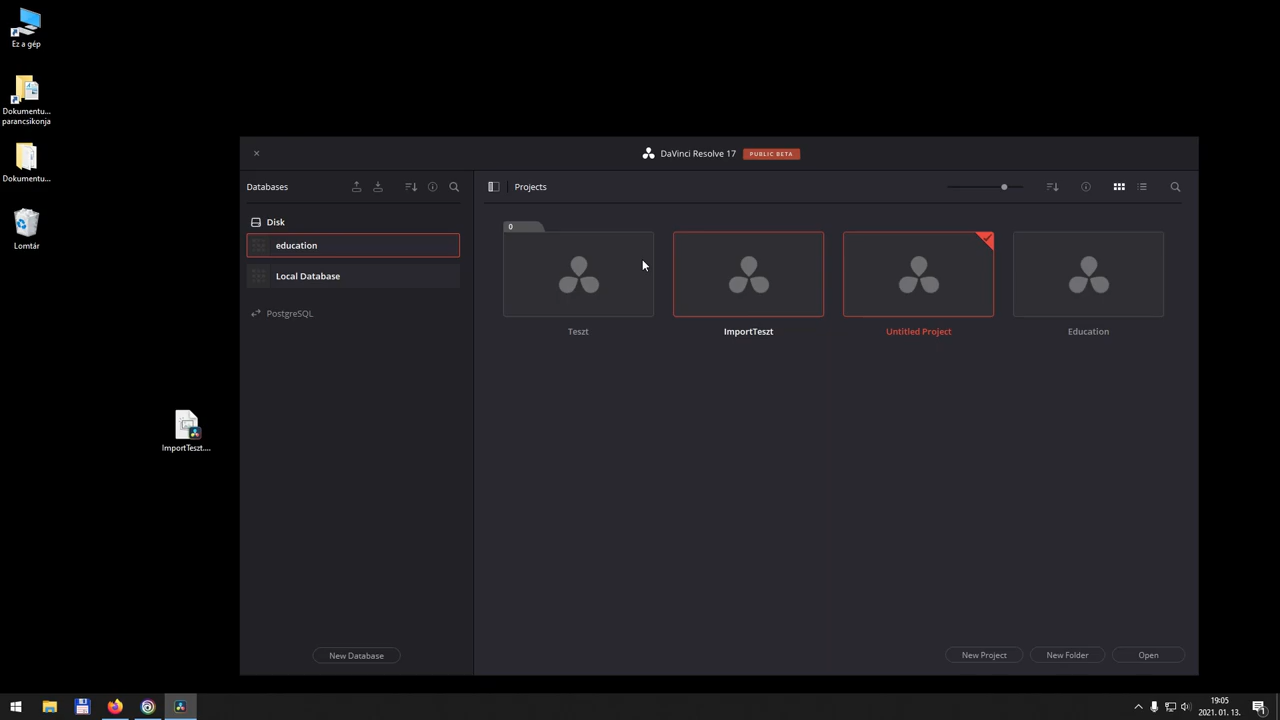 Ez a gép
Dokumentu...
parancsikonja
Dokumentu...
Lomtár
ImportTeszt....
DaVinci Resolve 17
PUBLIC BETA
Databases
Disk
education
Local Database
PostgreSQL
New Database
Projects
0
Teszt
ImportTeszt
Untitled Project
Education
New Project
New Folder
Open
19:05
2021. 01. 13.
1